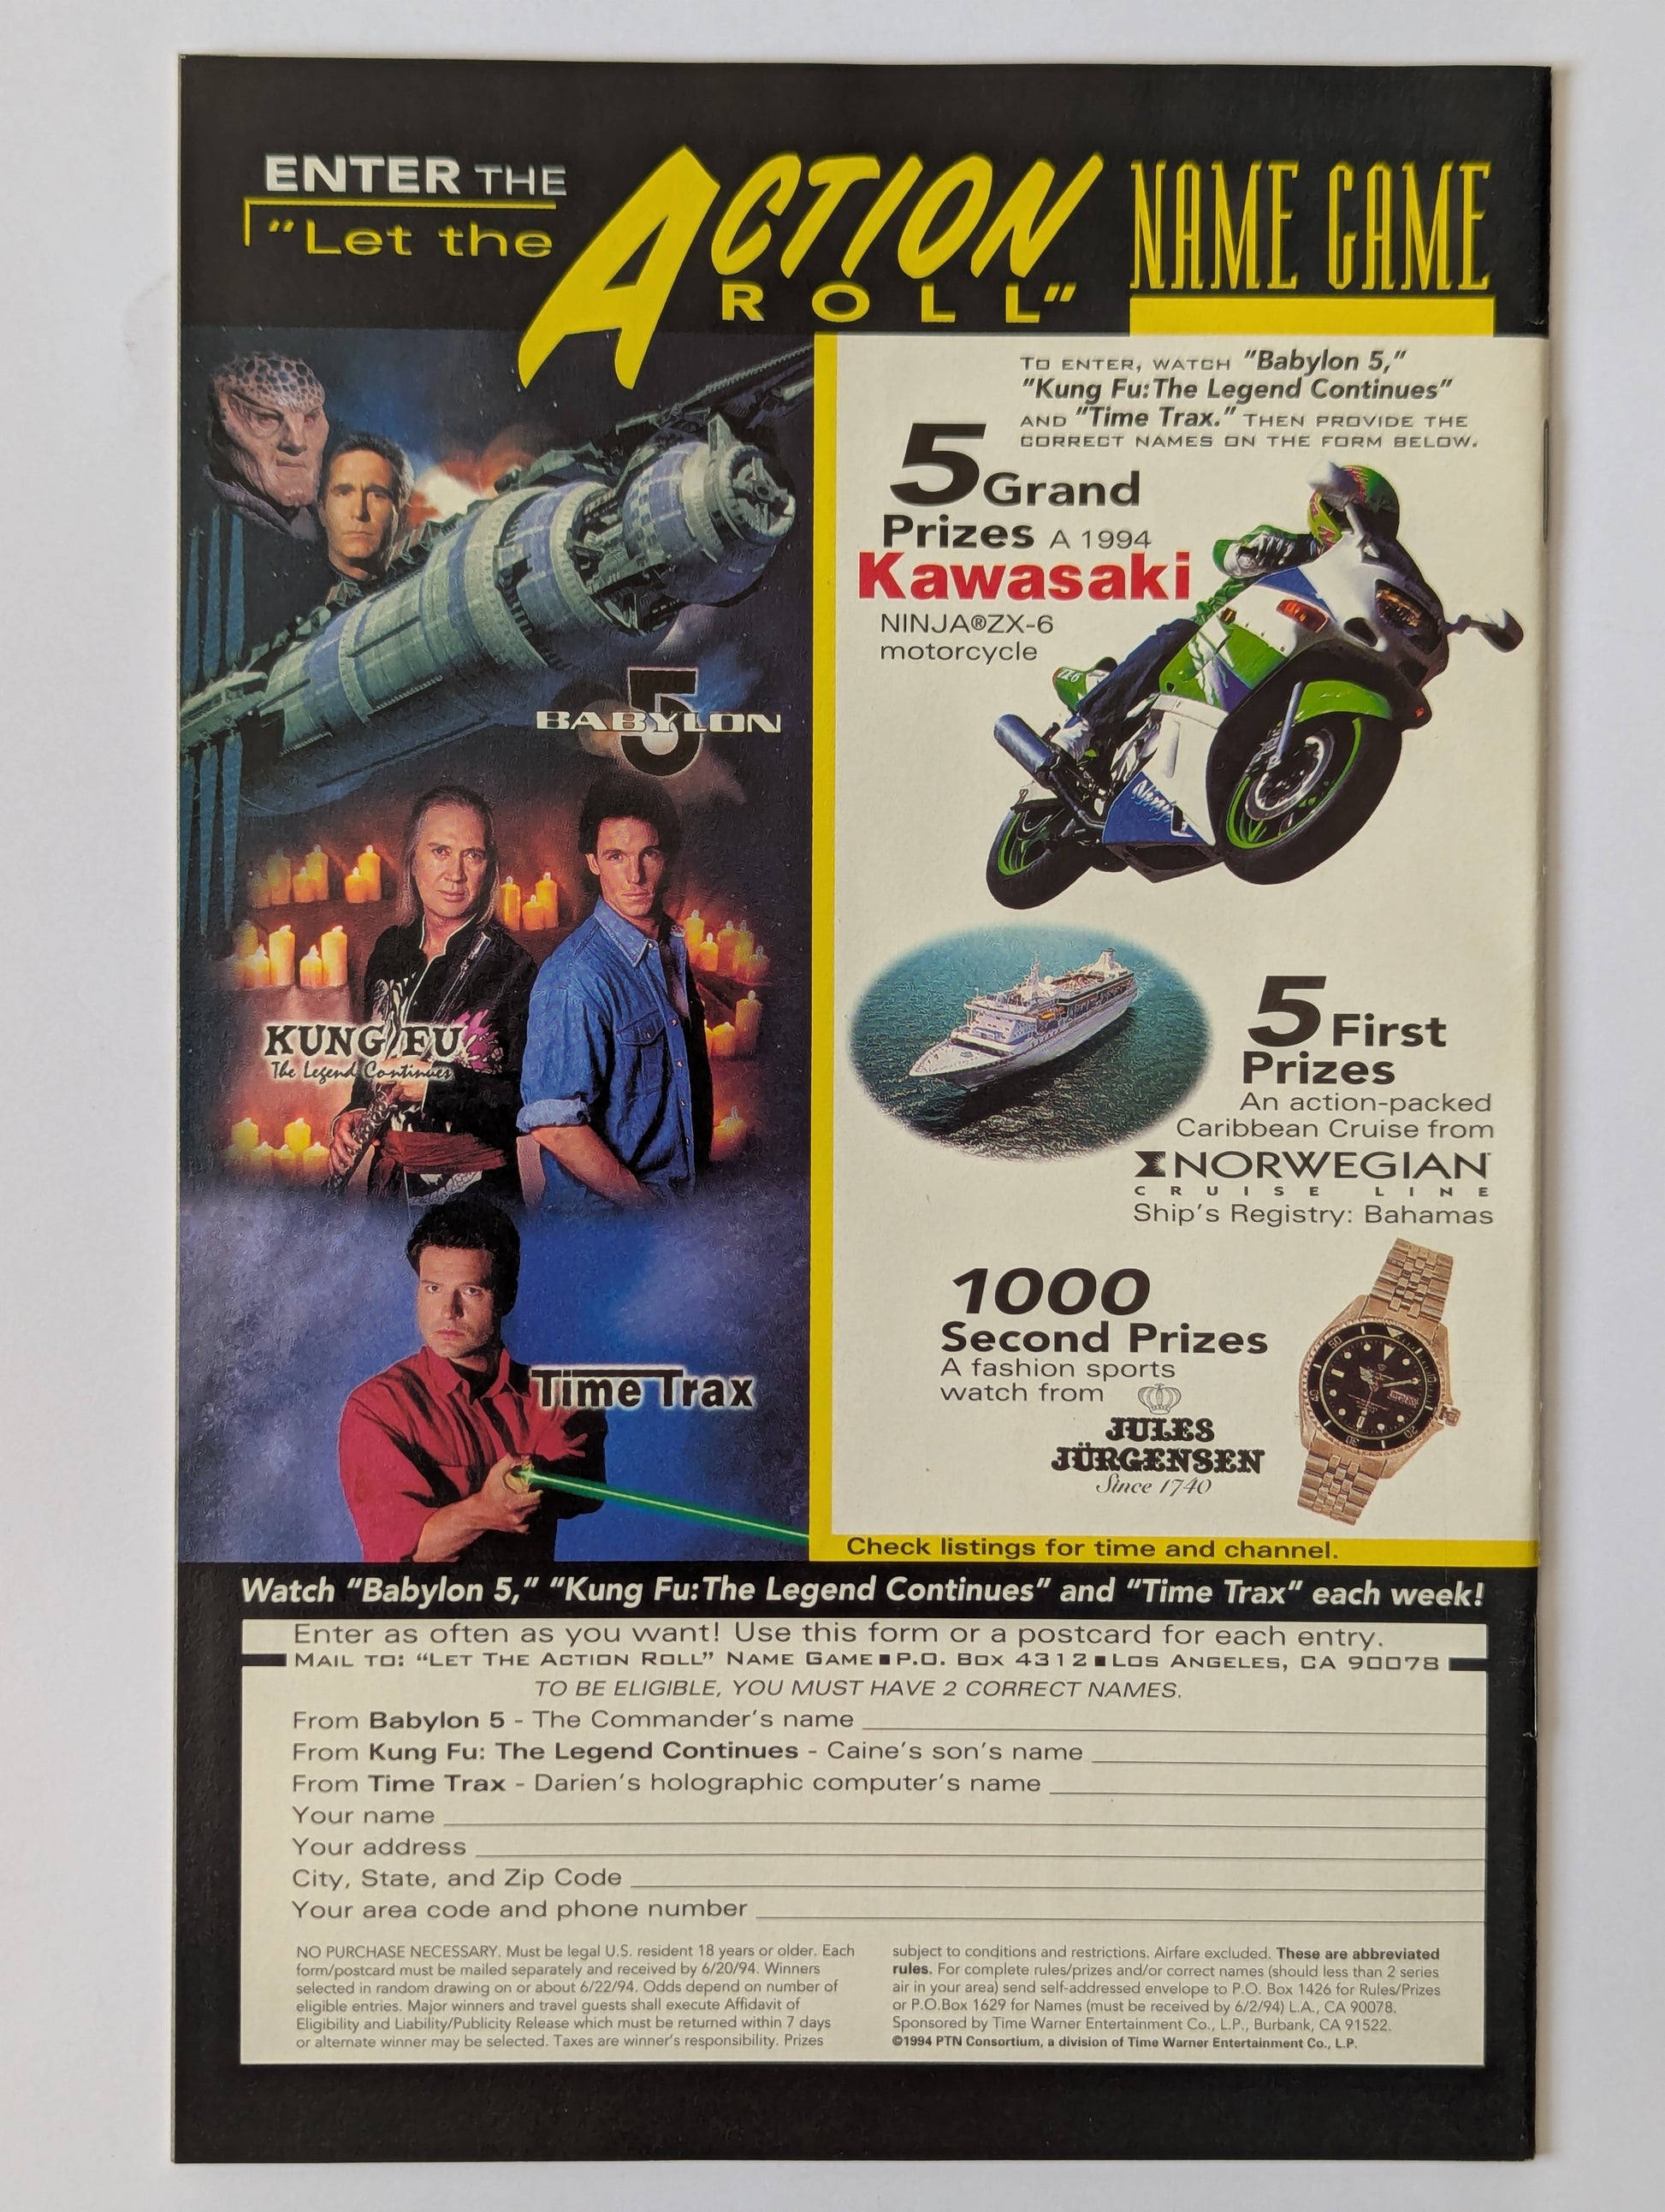 ENTER THE
"Let the ACTION
ROLL"
NAME GAME
TO ENTER, WATCH "Babylon 5,"
"Kung Fu: The Legend Continues"
AND "Time Trax." THEN PROVIDE THE
CORRECT NAMES ON THE FORM BELOW.
5 Grand
Prizes A 1994
Kawasaki
NINJA®ZX-6
motorcycle
Ninja
BABYLON 5
KUNG FU
The Legend Continues
5 First
Prizes
An action-packed
Caribbean Cruise from
NORWEGIAN
CRUISE LINE
Ship's Registry: Bahamas
Time Trax
1000
Second Prizes
A fashion sports
watch from
JULES
JÜRGENSEN
Since 1740
Check listings for time and channel.
Watch "Babylon 5," "Kung Fu: The Legend Continues" and "Time Trax" each week!
Enter as often as you want! Use this form or a postcard for each entry.
MAIL TO: "LET THE ACTION ROLL" NAME GAME ■ P.O. BOX 4312 ■ LOS ANGELES, CA 90078
TO BE ELIGIBLE, YOU MUST HAVE 2 CORRECT NAMES.
From Babylon 5 - The Commander's name
From Kung Fu: The Legend Continues - Caine's son's name
From Time Trax - Darien's holographic computer's name
Your name
Your address
City, State, and Zip Code
Your area code and phone number
NO PURCHASE NECESSARY. Must be legal U.S. resident 18 years or older. Each
form/postcard must be mailed separately and received by 6/20/94. Winners
selected in random drawing on or about 6/22/94. Odds depend on number of
eligible entries. Major winners and travel guests shall execute Affidavit of
Eligibility and Liability/Publicity Release which must be returned within 7 days
or alternate winner may be selected. Taxes are winner's responsibility. Prizes
subject to conditions and restrictions. Airfare excluded. These are abbreviated
rules. For complete rules/prizes and/or correct names (should less than 2 series
air in your area) send self-addressed envelope to P.O. Box 1426 for Rules/Prizes
or P.O.Box 1629 for Names (must be received by 6/2/94) L.A., CA 90078.
Sponsored by Time Warner Entertainment Co., L.P., Burbank, CA 91522.
©1994 PTN Consortium, a division of Time Warner Entertainment Co., L.P.